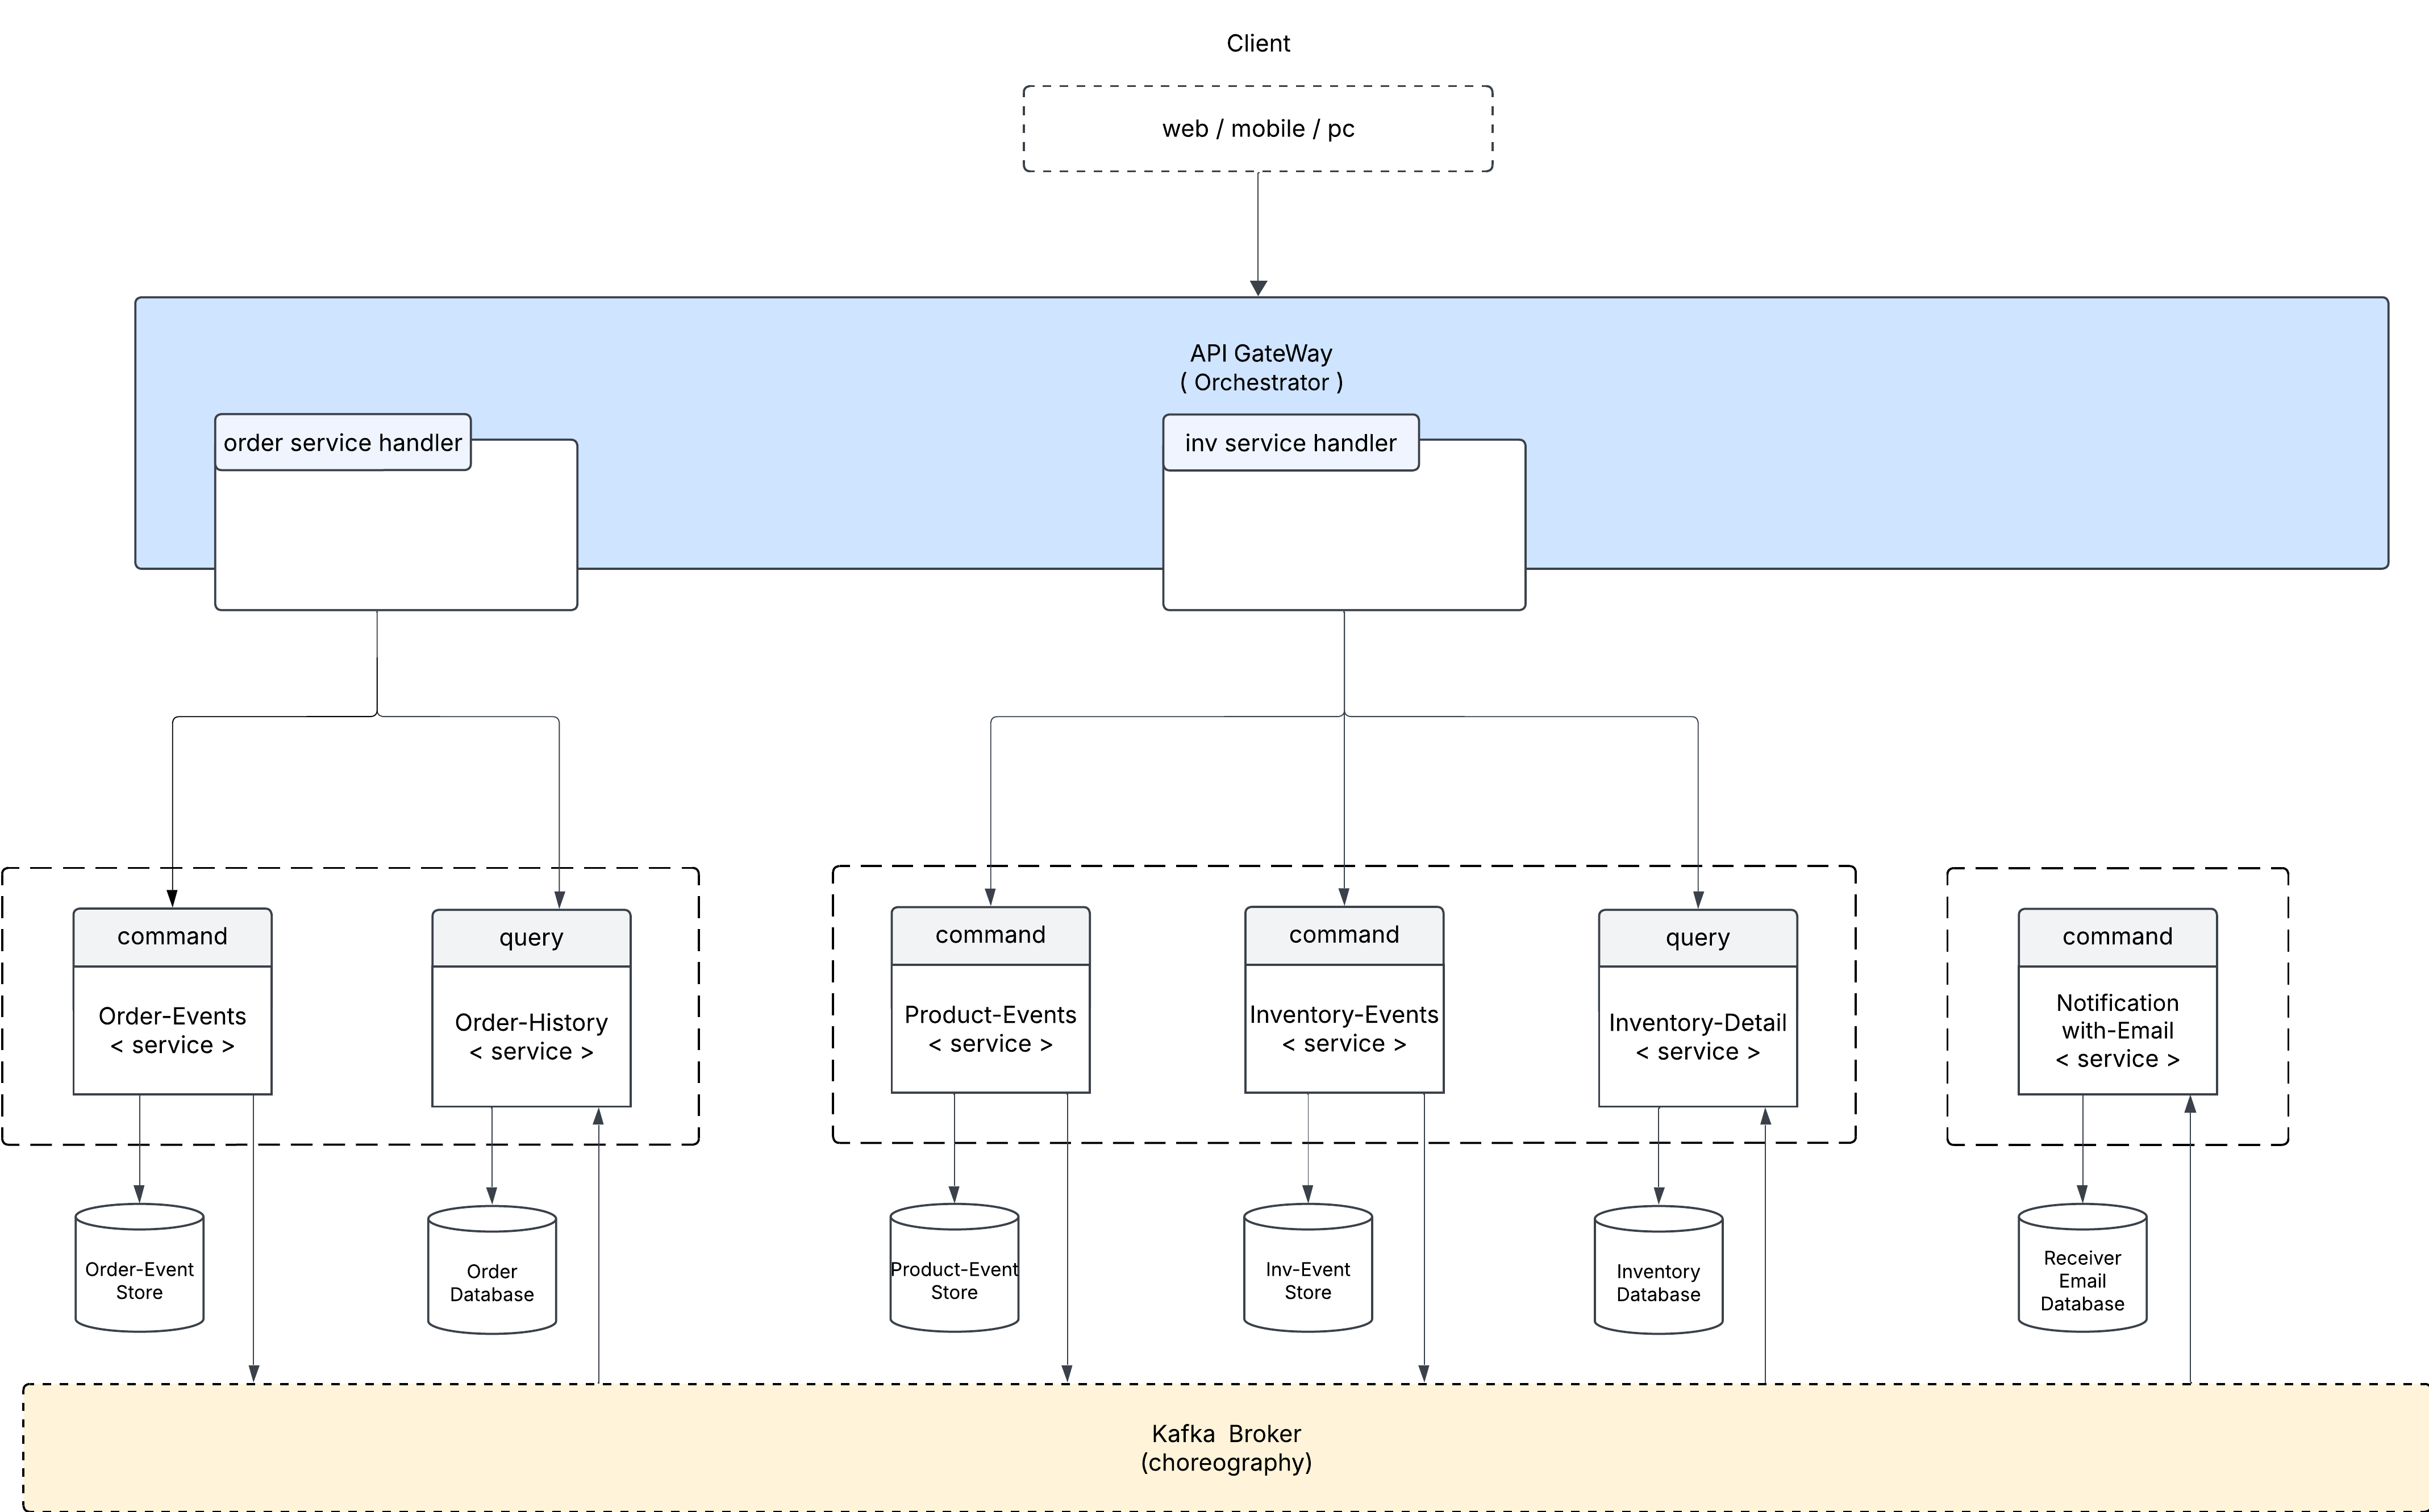 Client
web / mobile / pc
API GateWay
( Orchestrator )
order service handler
inv service handler
command
Order-Events
< service >
query
Order-History
< service >
command
Product-Events
< service >
command
Inventory-Events
< service >
query
Inventory-Detail
< service >
command
Notification
with-Email
< service >
Order-Event
Store
Order
Database
Product-Event
Store
Inv-Event
Store
Inventory
Database
Receiver
Email
Database
Kafka  Broker
(choreography)